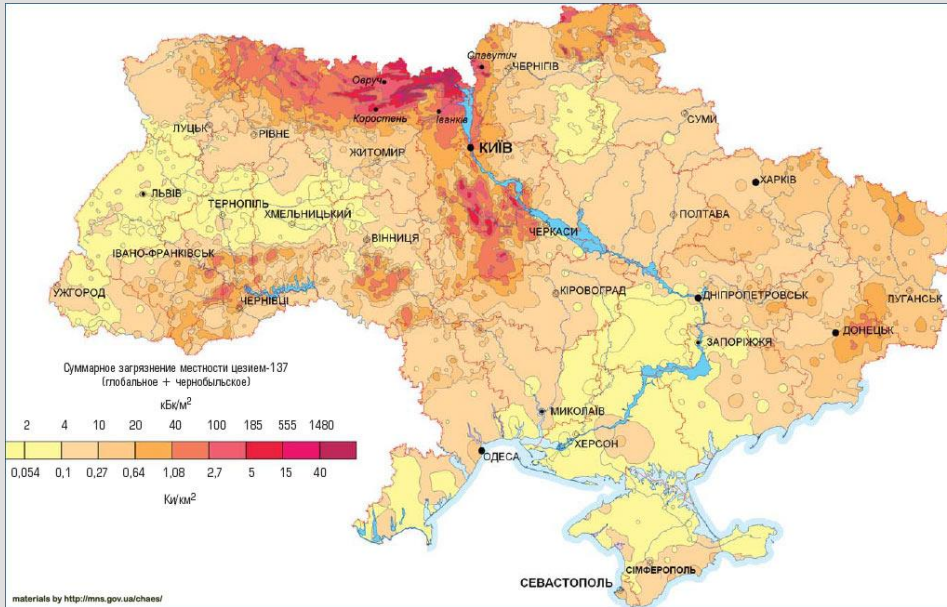 Славутич
ЧЕРНІГІВ
Овруч
Коростень
Іванків
СУМИ
ЛУЦЬК
РІВНЕ
КИЇВ
ЖИТОМИР
ХАРКІВ
ЛЬВІВ
ТЕРНОПІЛЬ
ХМЕЛЬНИЦЬКИЙ
ПОЛТАВА
ЧЕРКАСИ
ВІННИЦЯ
ІВАНО-ФРАНКІВСЬК
УЖГОРОД
ЧЕРНІВЦІ
КІРОВОГРАД
ДНІПРОПЕТРОВСЬК
ЛУГАНСЬК
ДОНЕЦЬК
ЗАПОРІЖЖЯ
Суммарное загрязнение местности цезием-137
(глобальное + чернобыльское)
кБк/м²
2 4 10 20 40 100 185 555 1480
0,054 0,1 0,27 0,64 1,08 2,7 5 15 40
Ки/км²
МИКОЛАЇВ
ХЕРСОН
ОДЕСА
СІМФЕРОПОЛЬ
СЕВАСТОПОЛЬ
materials by http://mns.gov.ua/chaes/